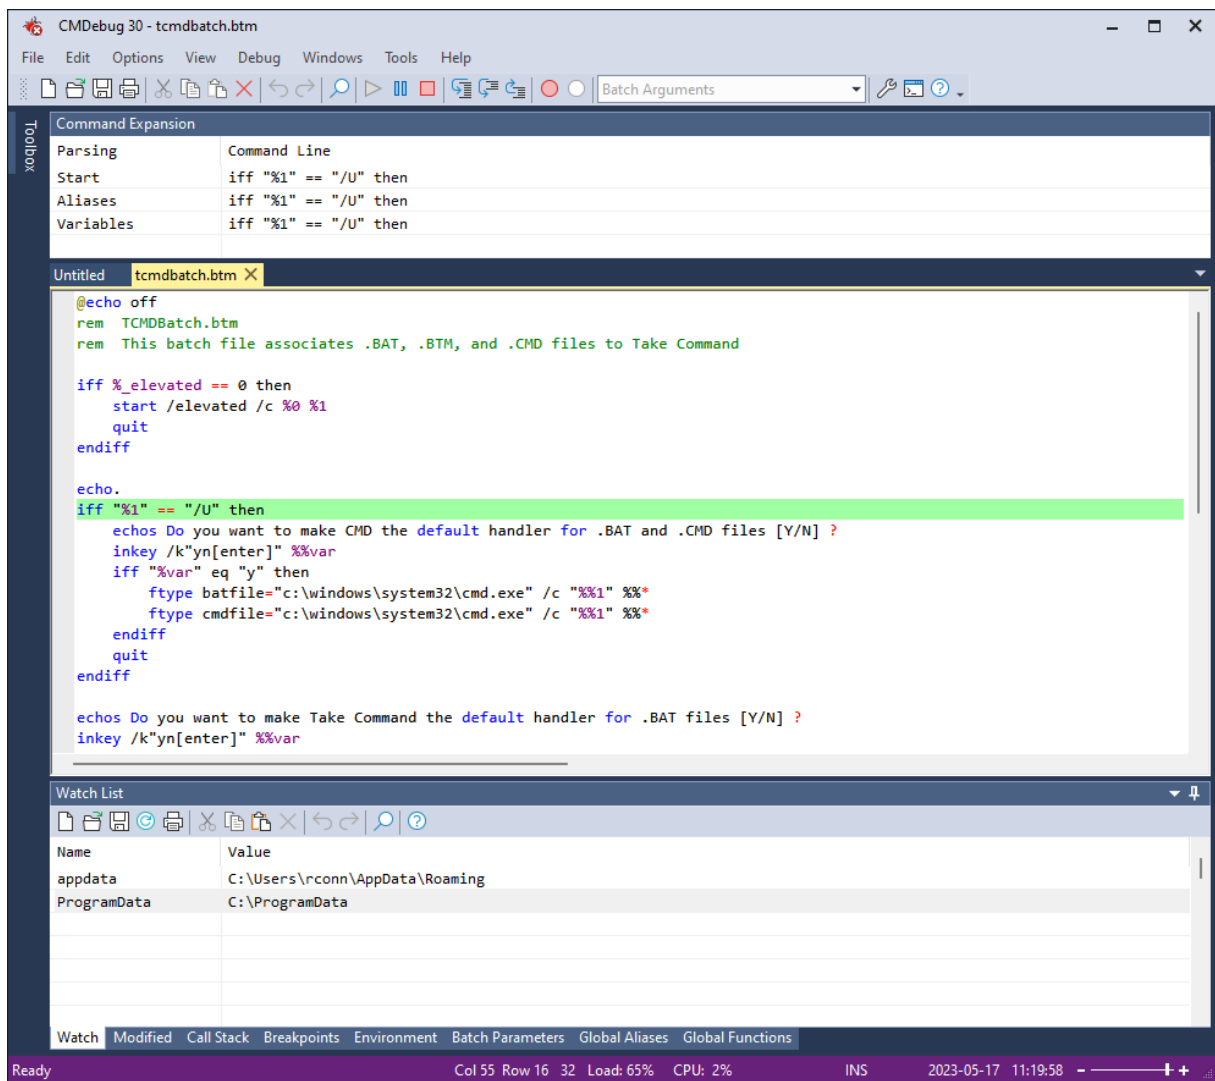 CMDebug 30 - tcmdbatch.btm
File Edit Options View Debug Windows Tools Help
Batch Arguments
Toolbox
Command Expansion
Parsing Command Line
Start iff "%1" == "/U" then
Aliases iff "%1" == "/U" then
Variables iff "%1" == "/U" then
Untitled tcmdbatch.btm
@echo off
rem  TCMDBatch.btm
rem  This batch file associates .BAT, .BTM, and .CMD files to Take Command
iff %_elevated == 0 then
    start /elevated /c %0 %1
    quit
endiff
echo.
iff "%1" == "/U" then
    echos Do you want to make CMD the default handler for .BAT and .CMD files [Y/N] ?
    inkey /k"yn[enter]" %%var
    iff "%var" eq "y" then
        ftype batfile="c:\windows\system32\cmd.exe" /c "%%1" %%*
        ftype cmdfile="c:\windows\system32\cmd.exe" /c "%%1" %%*
    endiff
    quit
endiff
echos Do you want to make Take Command the default handler for .BAT files [Y/N] ?
inkey /k"yn[enter]" %%var
Watch List
Name Value
appdata C:\Users\rconn\AppData\Roaming
ProgramData C:\ProgramData
Watch Modified Call Stack Breakpoints Environment Batch Parameters Global Aliases Global Functions
Ready Col 55 Row 16 32 Load: 65% CPU: 2% INS 2023-05-17 11:19:58